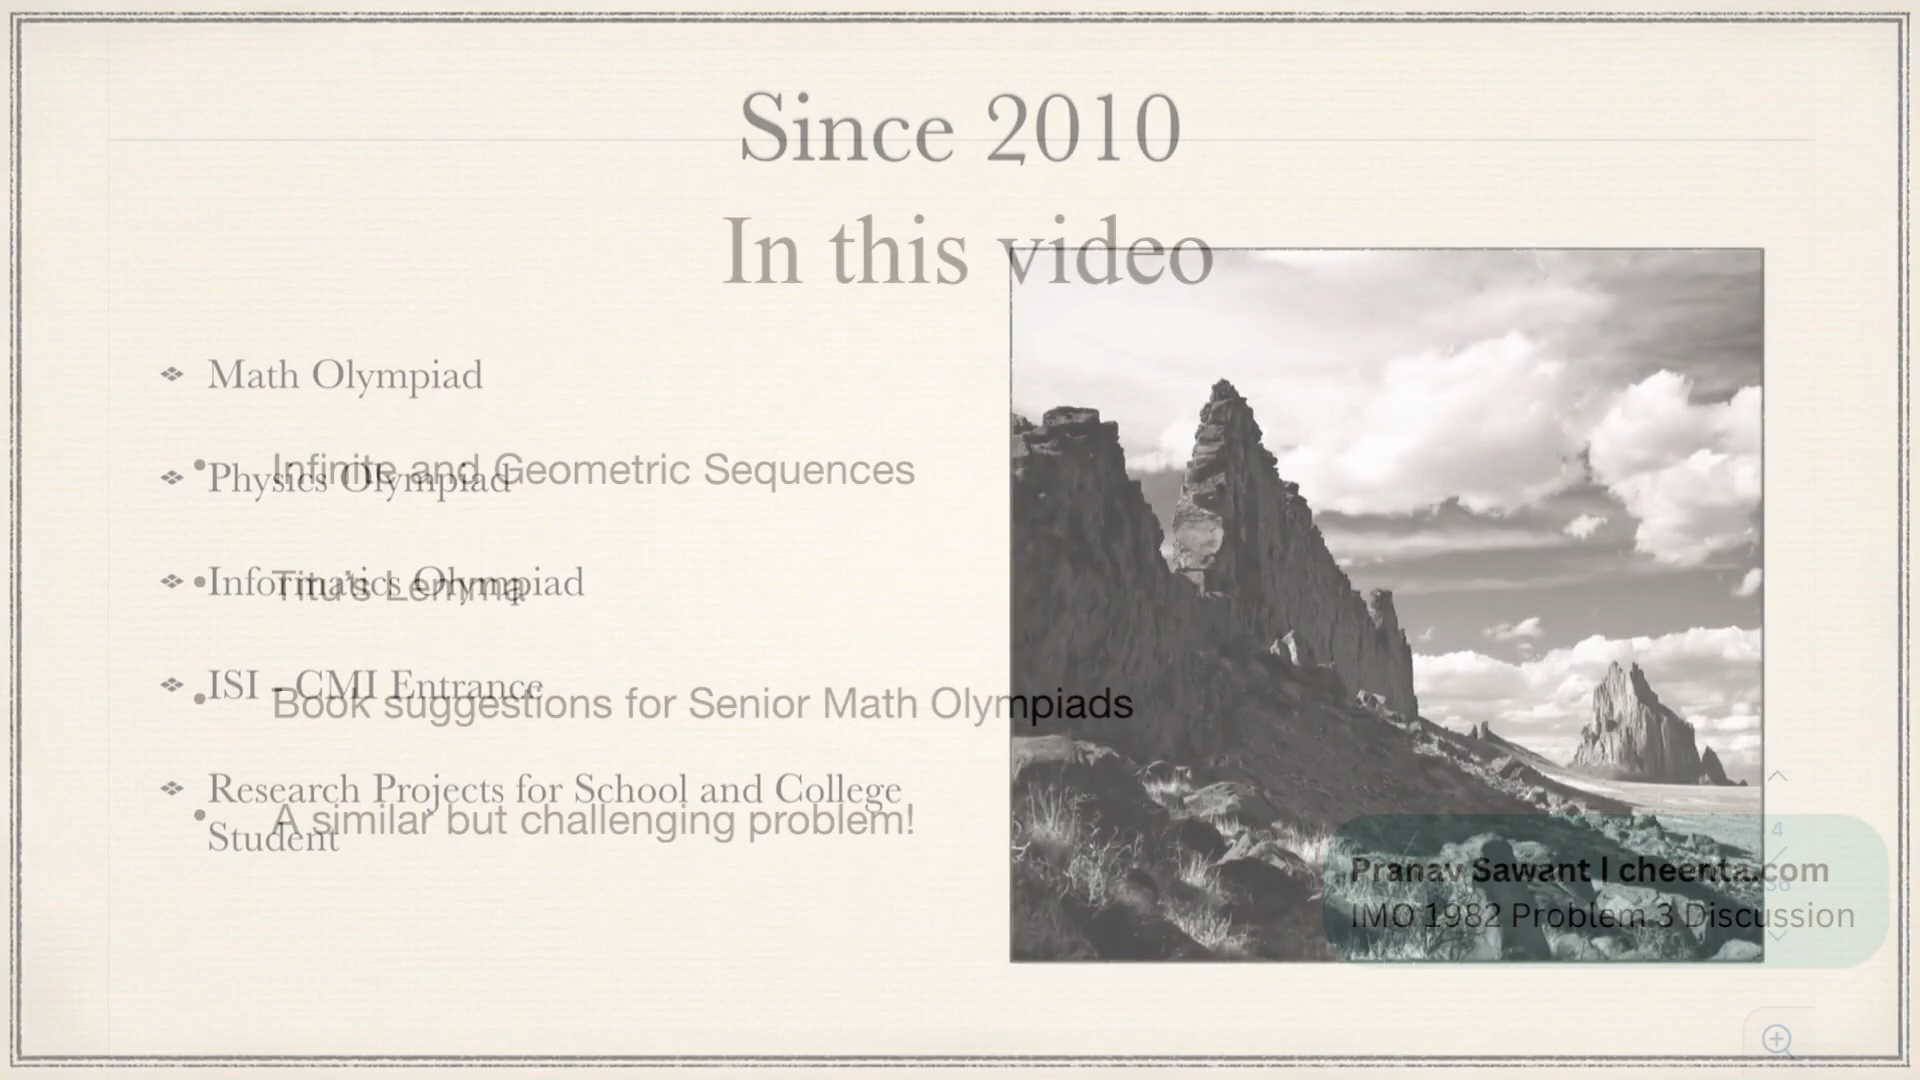 Since 2010
In this video
Math Olympiad
Infinite and Geometric Sequences
Physics Olympiad
Informatics Olympiad
Titu's Lemma
ISI - CMI Entrance
Book suggestions for Senior Math Olympiads
Research Projects for School and College
A similar but challenging problem!
Student
4
Pranav Sawant | cheenta.com
IMO 1982 Problem 3 Discussion